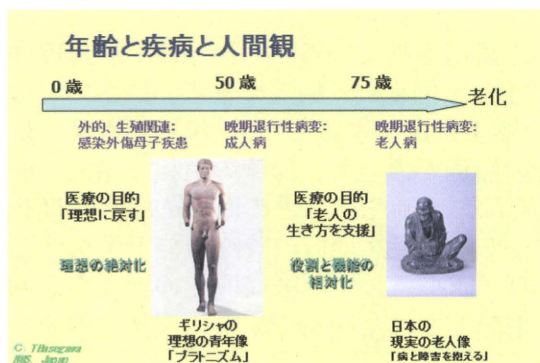 年齢と疾病と人間観
0歳
50歳
75歳
老化
外的、生殖関連:
感染外傷母子疾患
晩期退行性病変:
成人病
晩期退行性病変:
老人病
医療の目的
「理想に戻す」
理想の絶対化
医療の目的
「老人の
生き方を支援」
役割と機能の
相対化
ギリシャの
理想の青年像
「プラトニズム」
日本の
現実の老人像
「病と障害を抱える」
C: T.Hasegawa
NMS, Japan